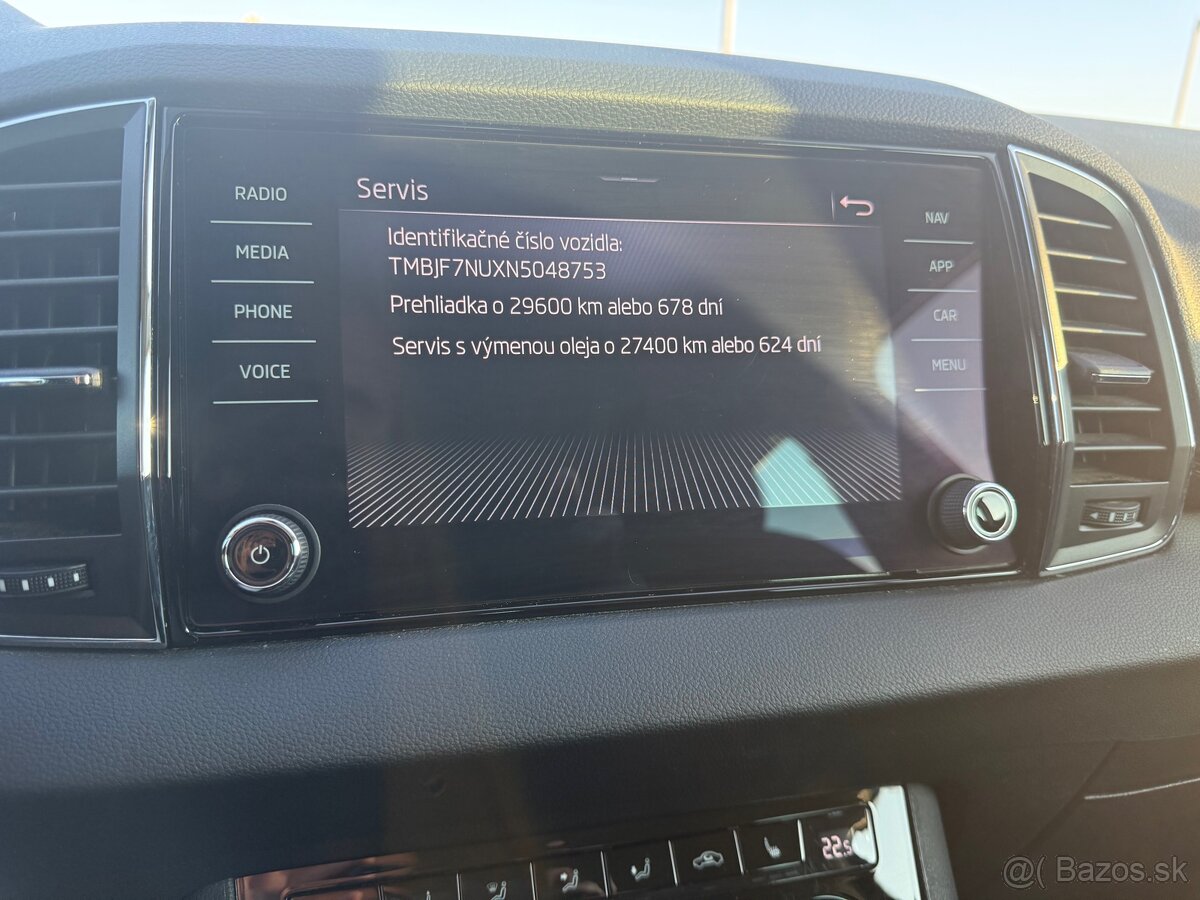 Servis
RADIO
MEDIA
PHONE
VOICE
Identifikačné číslo vozidla:
TMBJF7NUXN5048753
Prehliadka o 29600 km alebo 678 dní
Servis s výmenou oleja o 27400 km alebo 624 dní
NAV
APP
CAR
MENU
22.5
@( Bazos.sk